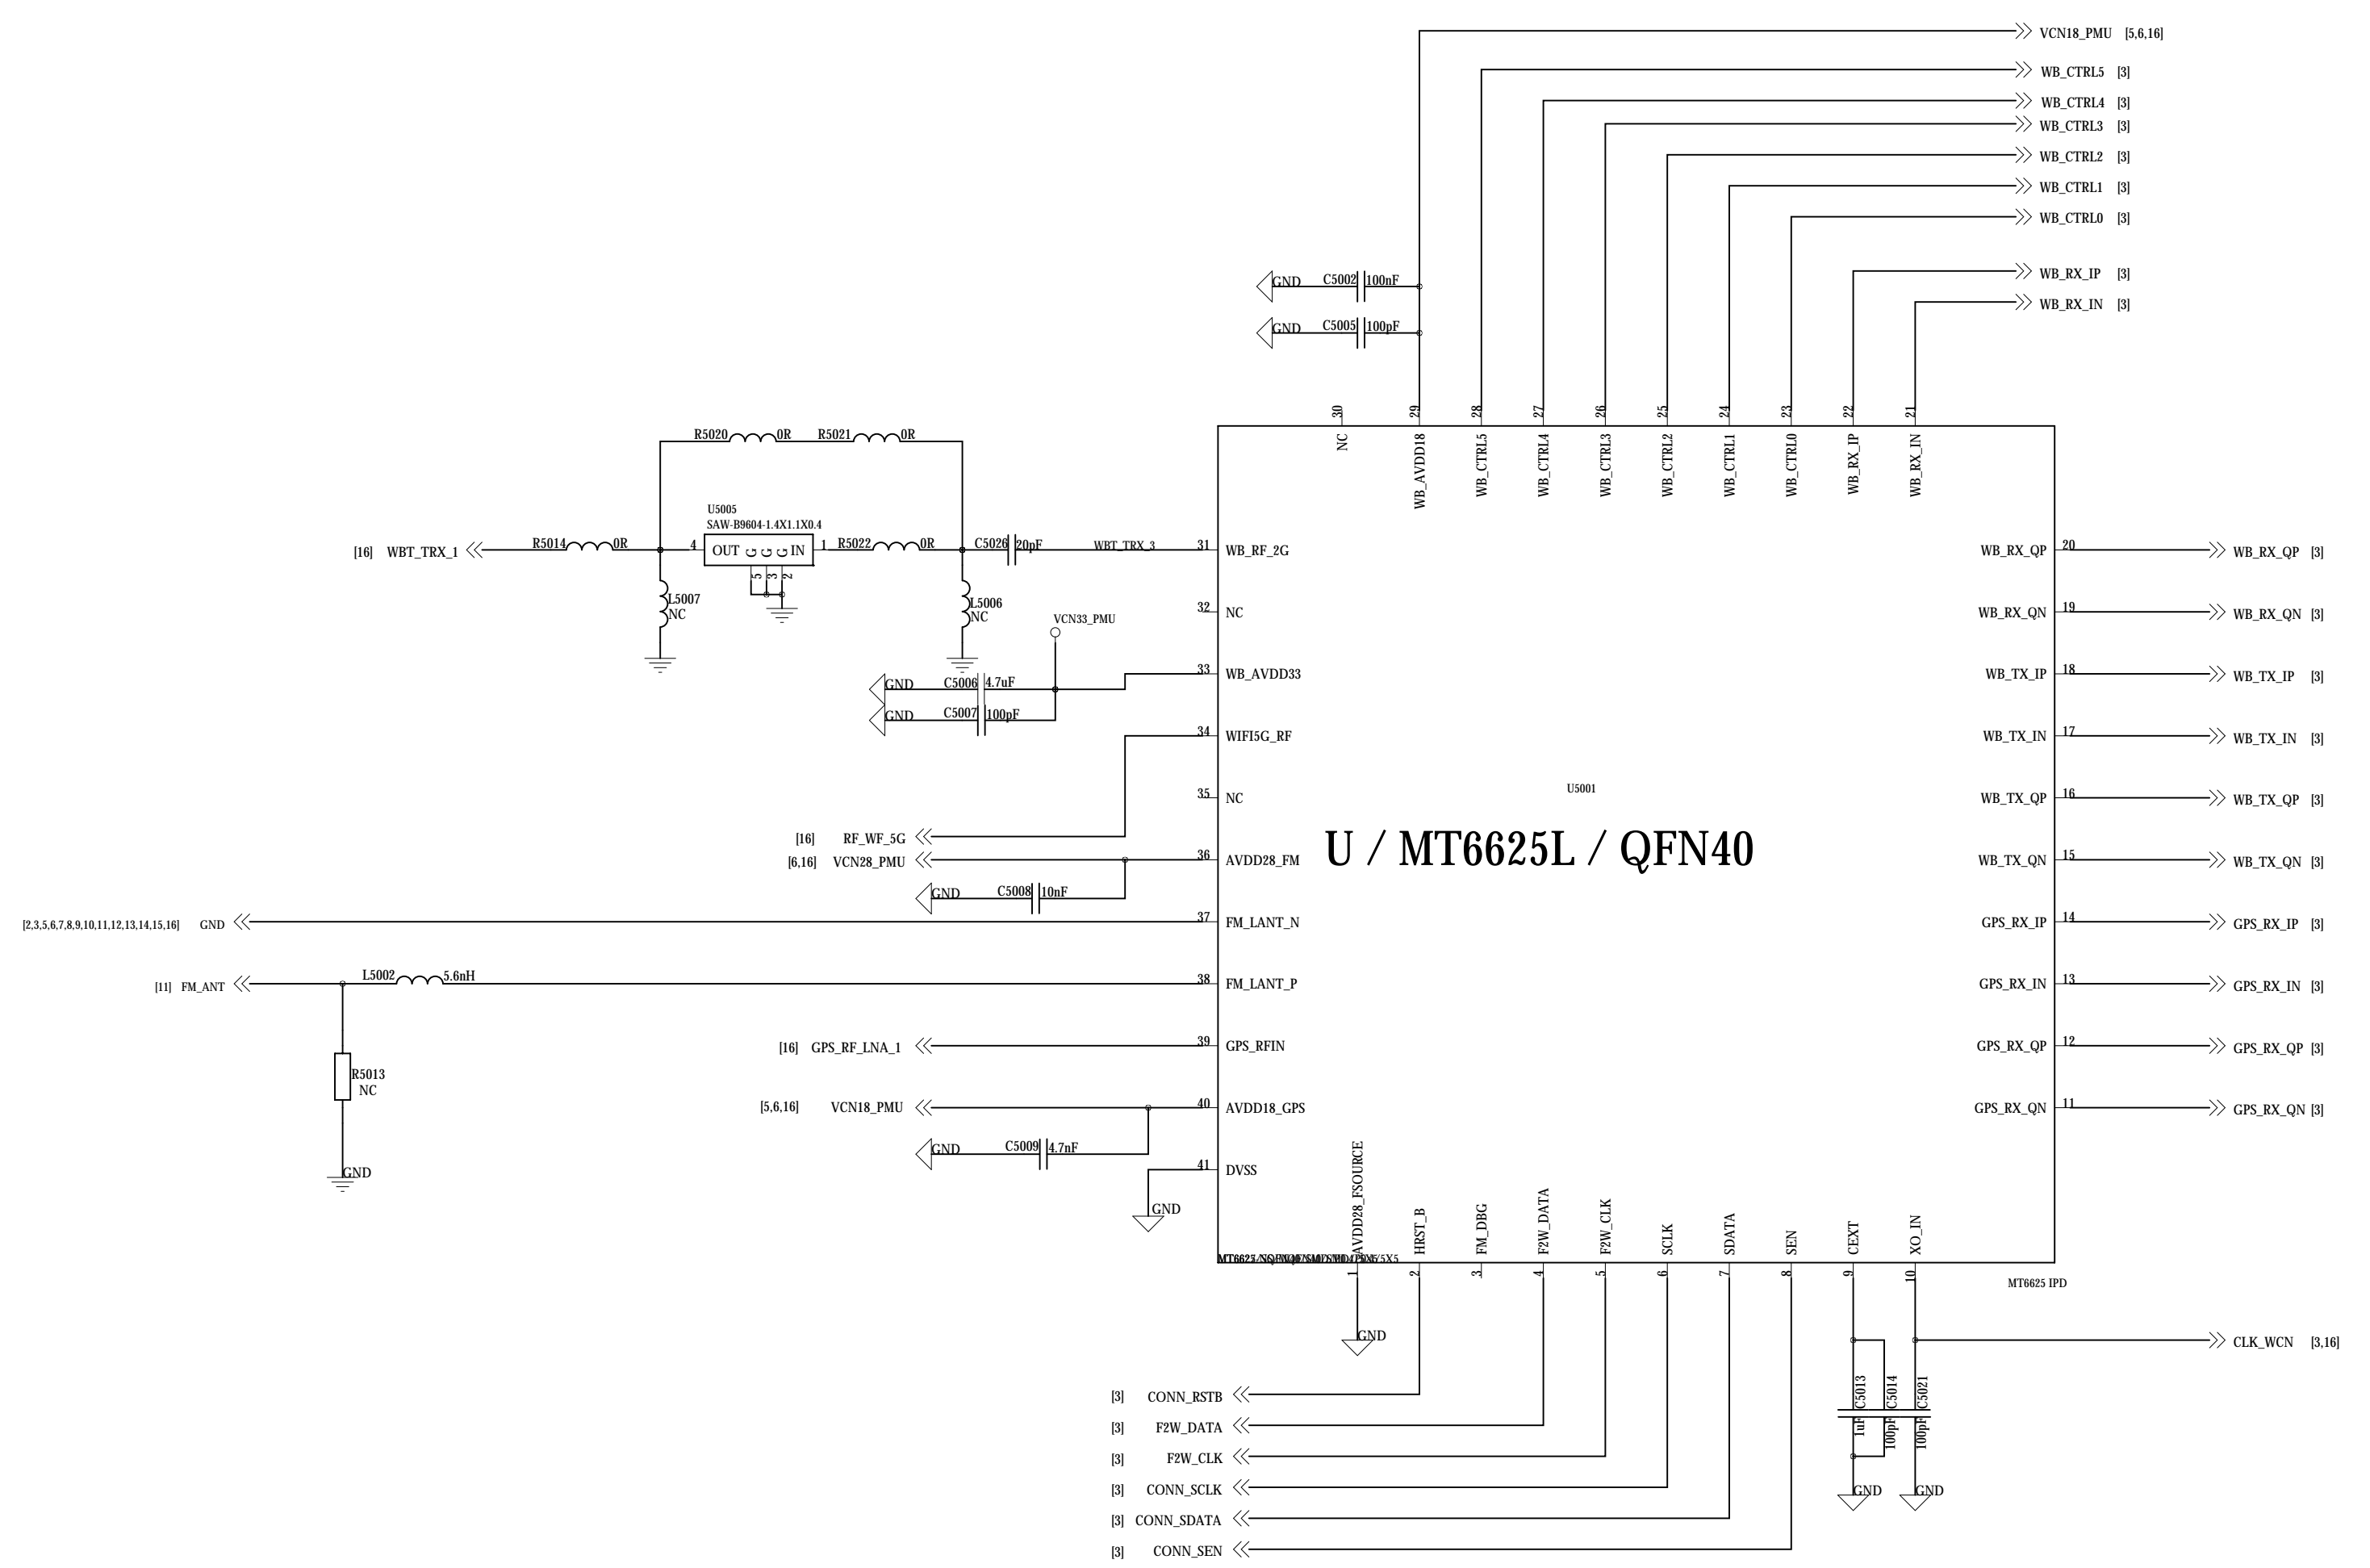 VCN18_PMU [5,6,16]
WB_CTRL5 [3]
WB_CTRL4 [3]
WB_CTRL3 [3]
WB_CTRL2 [3]
WB_CTRL1 [3]
WB_CTRL0 [3]
WB_RX_IP [3]
WB_RX_IN [3]
GND C5002 100nF
GND C5005 100pF
30 29 28 27 26 25 24 23 22 21
NC WB_AVDD18 WB_CTRL5 WB_CTRL4 WB_CTRL3 WB_CTRL2 WB_CTRL1 WB_CTRL0 WB_RX_IP WB_RX_IN
R5020 0R R5021 0R
U5005
SAW-B9604-1.4X1.1X0.4
[16] WBT_TRX_1 R5014 0R 4 OUT G G G IN 1 R5022 0R C5026 20pF WBT_TRX_3 31 WB_RF_2G
5 3 2
L5007
NC
L5006
NC
32 NC
VCN33_PMU
33 WB_AVDD33
GND C5006 4.7uF
GND C5007 100pF
34 WIFI5G_RF
35 NC
[16] RF_WF_5G
[6,16] VCN28_PMU 36 AVDD28_FM
GND C5008 10nF
[2,3,5,6,7,8,9,10,11,12,13,14,15,16] GND 37 FM_LANT_N
[11] FM_ANT L5002 5.6nH 38 FM_LANT_P
R5013
NC
GND
[16] GPS_RF_LNA_1 39 GPS_RFIN
[5,6,16] VCN18_PMU 40 AVDD18_GPS
GND C5009 4.7nF
41 DVSS
GND
U5001
U / MT6625L / QFN40
WB_RX_QP 20 WB_RX_QP [3]
WB_RX_QN 19 WB_RX_QN [3]
WB_TX_IP 18 WB_TX_IP [3]
WB_TX_IN 17 WB_TX_IN [3]
WB_TX_QP 16 WB_TX_QP [3]
WB_TX_QN 15 WB_TX_QN [3]
GPS_RX_IP 14 GPS_RX_IP [3]
GPS_RX_IN 13 GPS_RX_IN [3]
GPS_RX_QP 12 GPS_RX_QP [3]
GPS_RX_QN 11 GPS_RX_QN [3]
AVDD28_FSOURCE HRST_B FM_DBG F2W_DATA F2W_CLK SCLK SDATA SEN CEXT XO_IN
1 2 3 4 5 6 7 8 9 10
MT6625 IPD
GND
CLK_WCN [3,16]
C5013 C5014 C5021
1uF 100pF 100pF
GND GND
[3] CONN_RSTB
[3] F2W_DATA
[3] F2W_CLK
[3] CONN_SCLK
[3] CONN_SDATA
[3] CONN_SEN